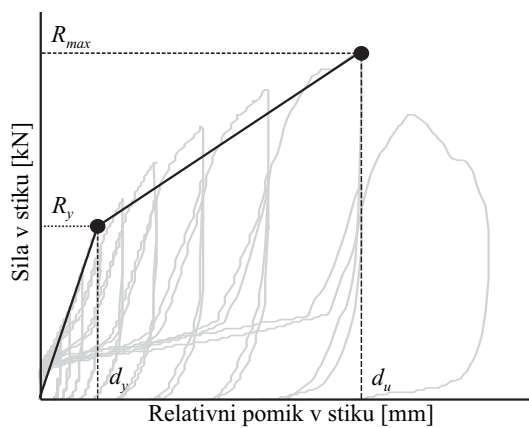 R_max
R_y
Sila v stiku [kN]
d_y
d_u
Relativni pomik v stiku [mm]